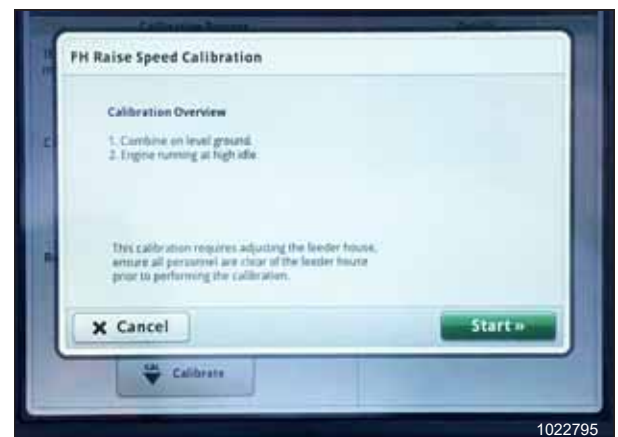 FH Raise Speed Calibration
Calibration Overview
1. Combine on level ground.
2. Engine running at high idle
This calibration requires adjusting the feeder house,
ensure all personnel are clear of the feeder house
prior to performing the calibration.
Cancel
Start »
CAL
Calibrate
1022795